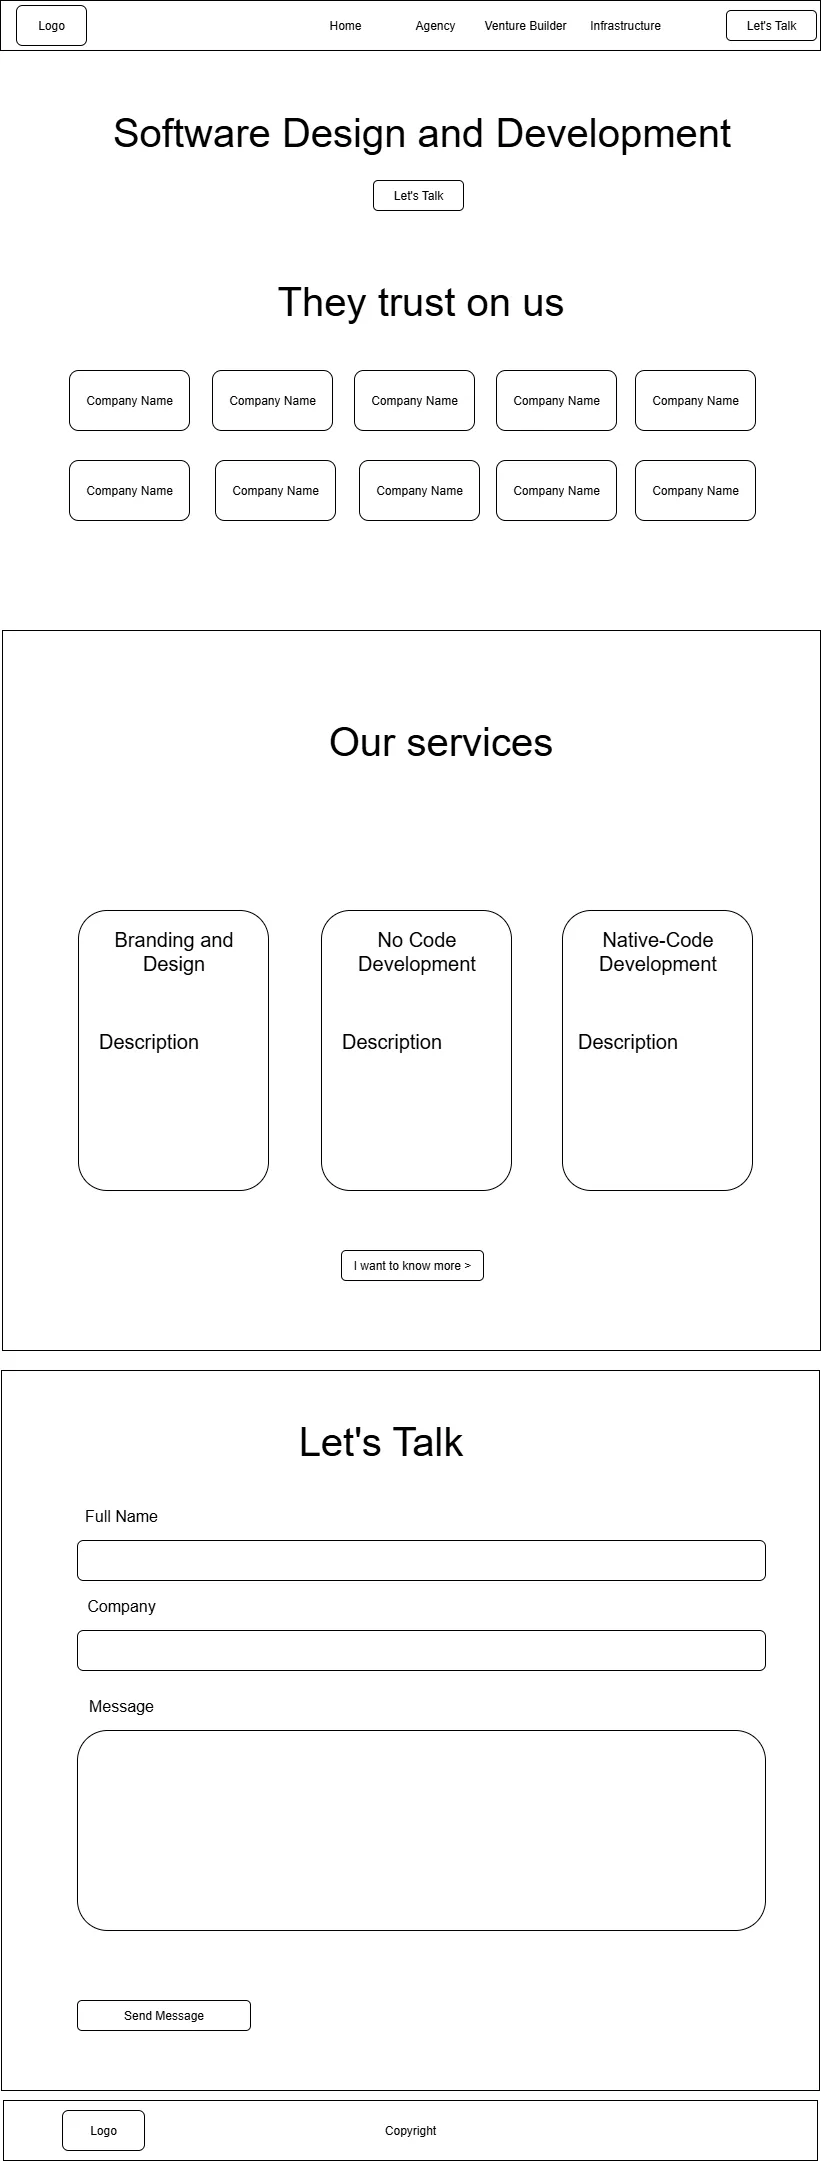 Logo
Home
Agency
Venture Builder
Infrastructure
Let's Talk
Software Design and Development
Let's Talk
They trust on us
Company Name
Company Name
Company Name
Company Name
Company Name
Company Name
Company Name
Company Name
Company Name
Company Name
Our services
Branding and
Design
Description
No Code
Development
Description
Native-Code
Development
Description
I want to know more >
Let's Talk
Full Name
Company
Message
Send Message
Logo
Copyright